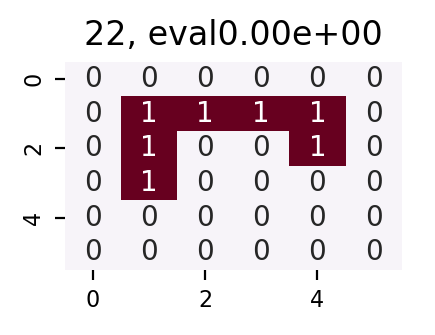 22, eval0.00e+00
0 0 0 0 0 0 0
0 1 1 1 1 0
2 0 1 0 0 1 0
0 1 0 0 0 0
4 0 0 0 0 0 0
0 0 0 0 0 0
0 2 4